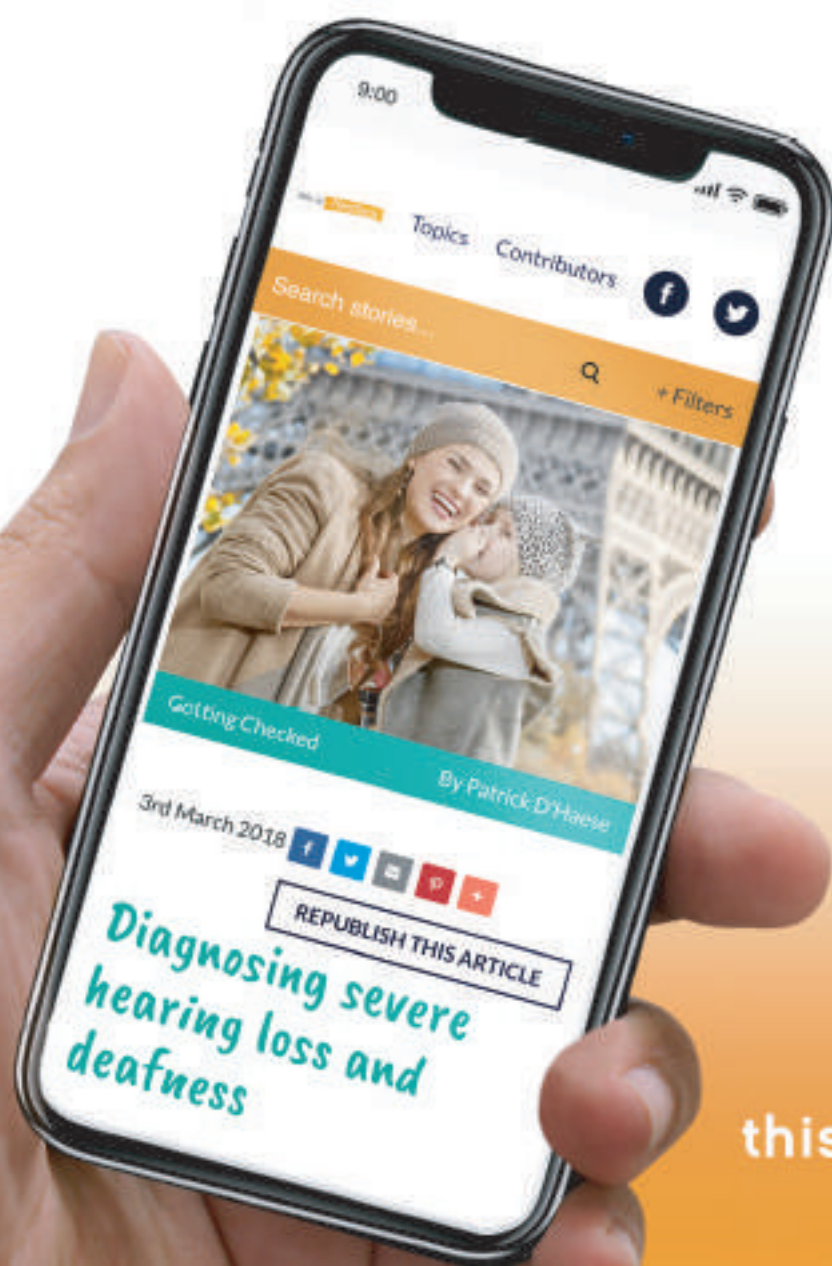 9:00
Topics Contributors
Search stories...
+ Filters
Getting Checked
By Patrick D'Haese
3rd March 2018
REPUBLISH THIS ARTICLE
Diagnosing severe
hearing loss and
deafness
this